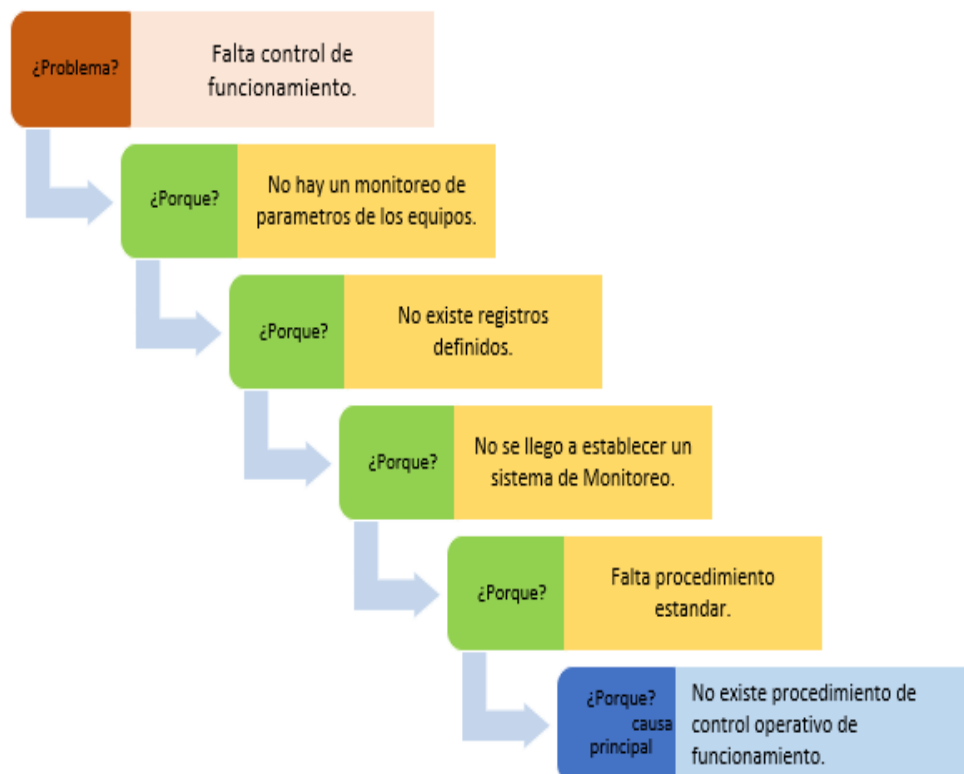 ¿Problema?
Falta control de
funcionamiento.
¿Porque?
No hay un monitoreo de
parametros de los equipos.
¿Porque?
No existe registros
definidos.
¿Porque?
No se llego a establecer un
sistema de Monitoreo.
¿Porque?
Falta procedimiento
estandar.
¿Porque?
causa
principal
No existe procedimiento de
control operativo de
funcionamiento.